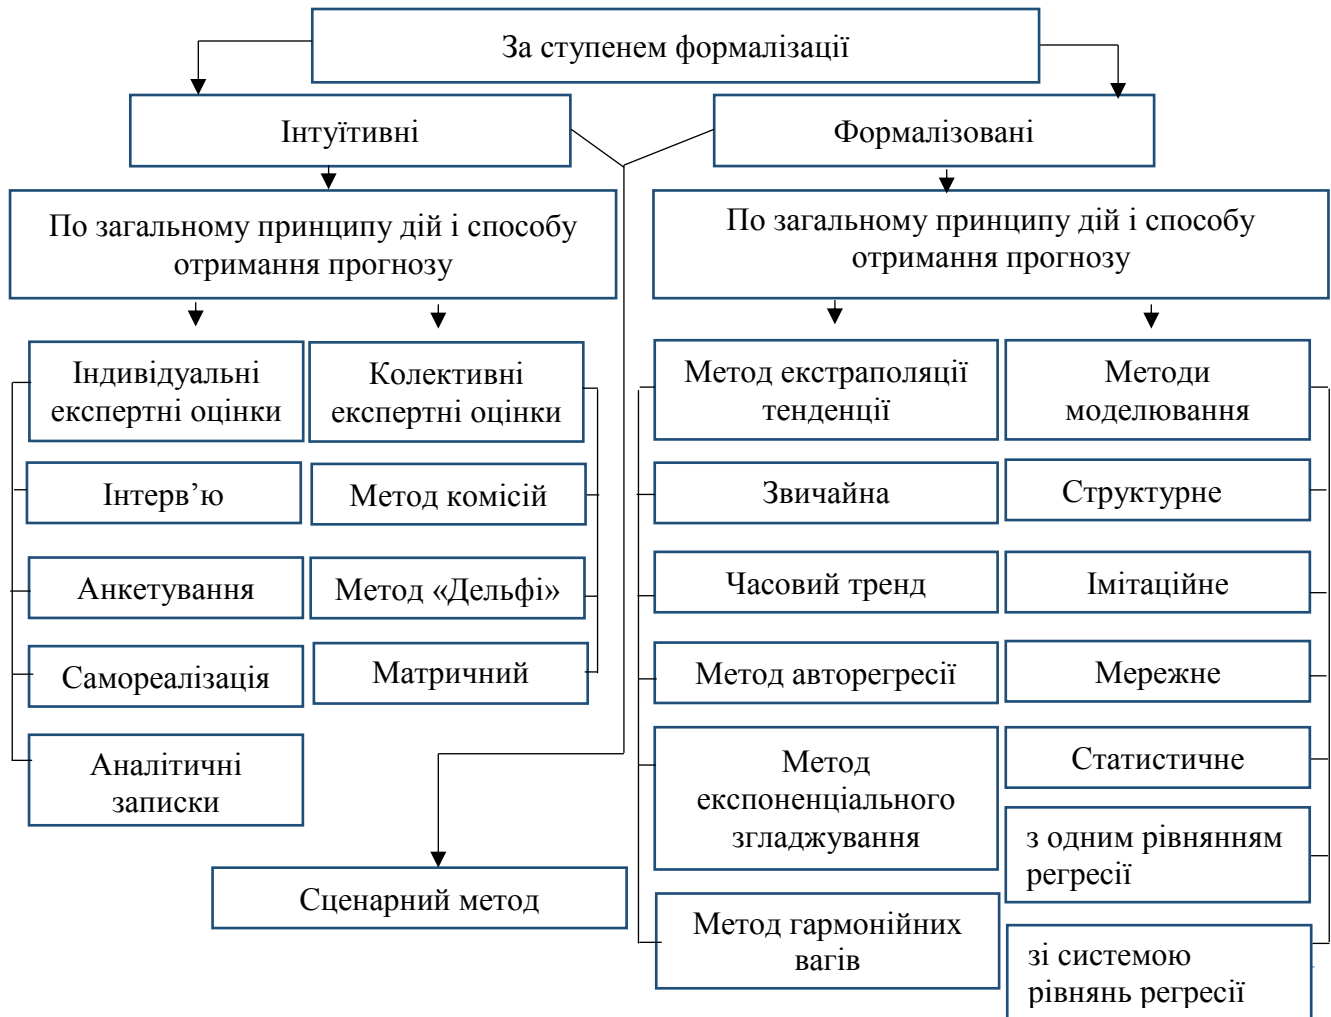 За ступенем формалізації
Інтуїтивні
Формалізовані
По загальному принципу дій і способу
отримання прогнозу
По загальному принципу дій і способу
отримання прогнозу
Індивідуальні
експертні оцінки
Колективні
експертні оцінки
Метод екстраполяції
тенденції
Методи
моделювання
Інтерв’ю
Метод комісій
Звичайна
Структурне
Анкетування
Метод «Дельфі»
Часовий тренд
Імітаційне
Самореалізація
Матричний
Метод авторегресії
Мережне
Аналітичні
записки
Метод
експоненціального
згладжування
Статистичне
з одним рівнянням
регресії
Сценарний метод
Метод гармонійних
вагів
зі системою
рівнянь регресії